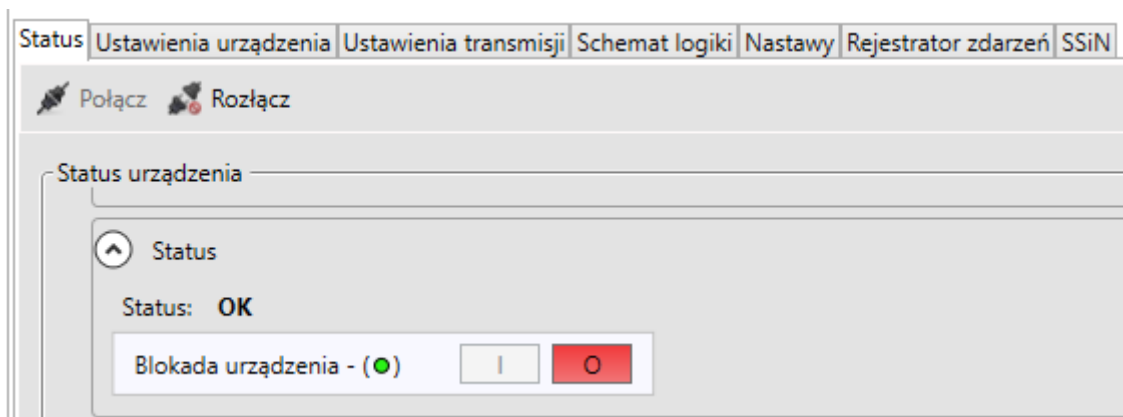 Status Ustawienia urządzenia Ustawienia transmisji Schemat logiki Nastawy Rejestrator zdarzeń SSiN
Połącz Rozłącz
Status urządzenia
Status
Status: OK
Blokada urządzenia - ( ) I O